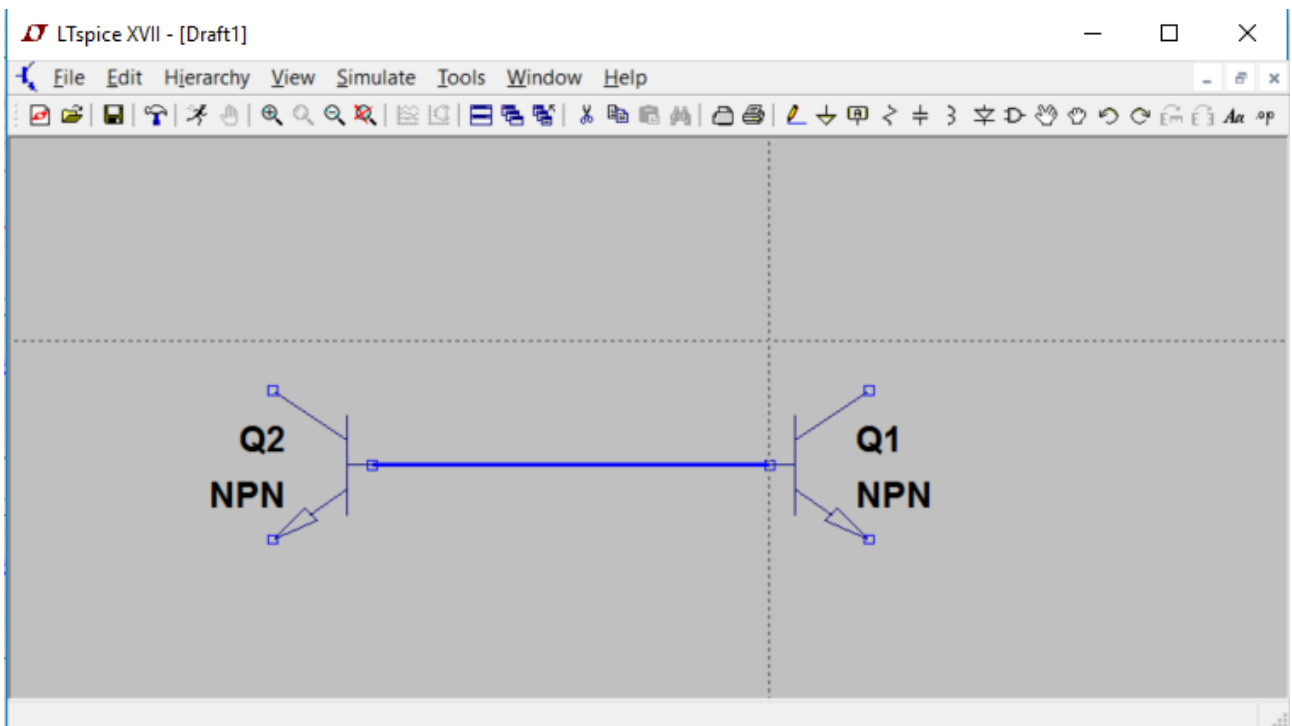 LTspice XVII - [Draft1]
File Edit Hierarchy View Simulate Tools Window Help
Aa .op
Q2 Q1
NPN NPN